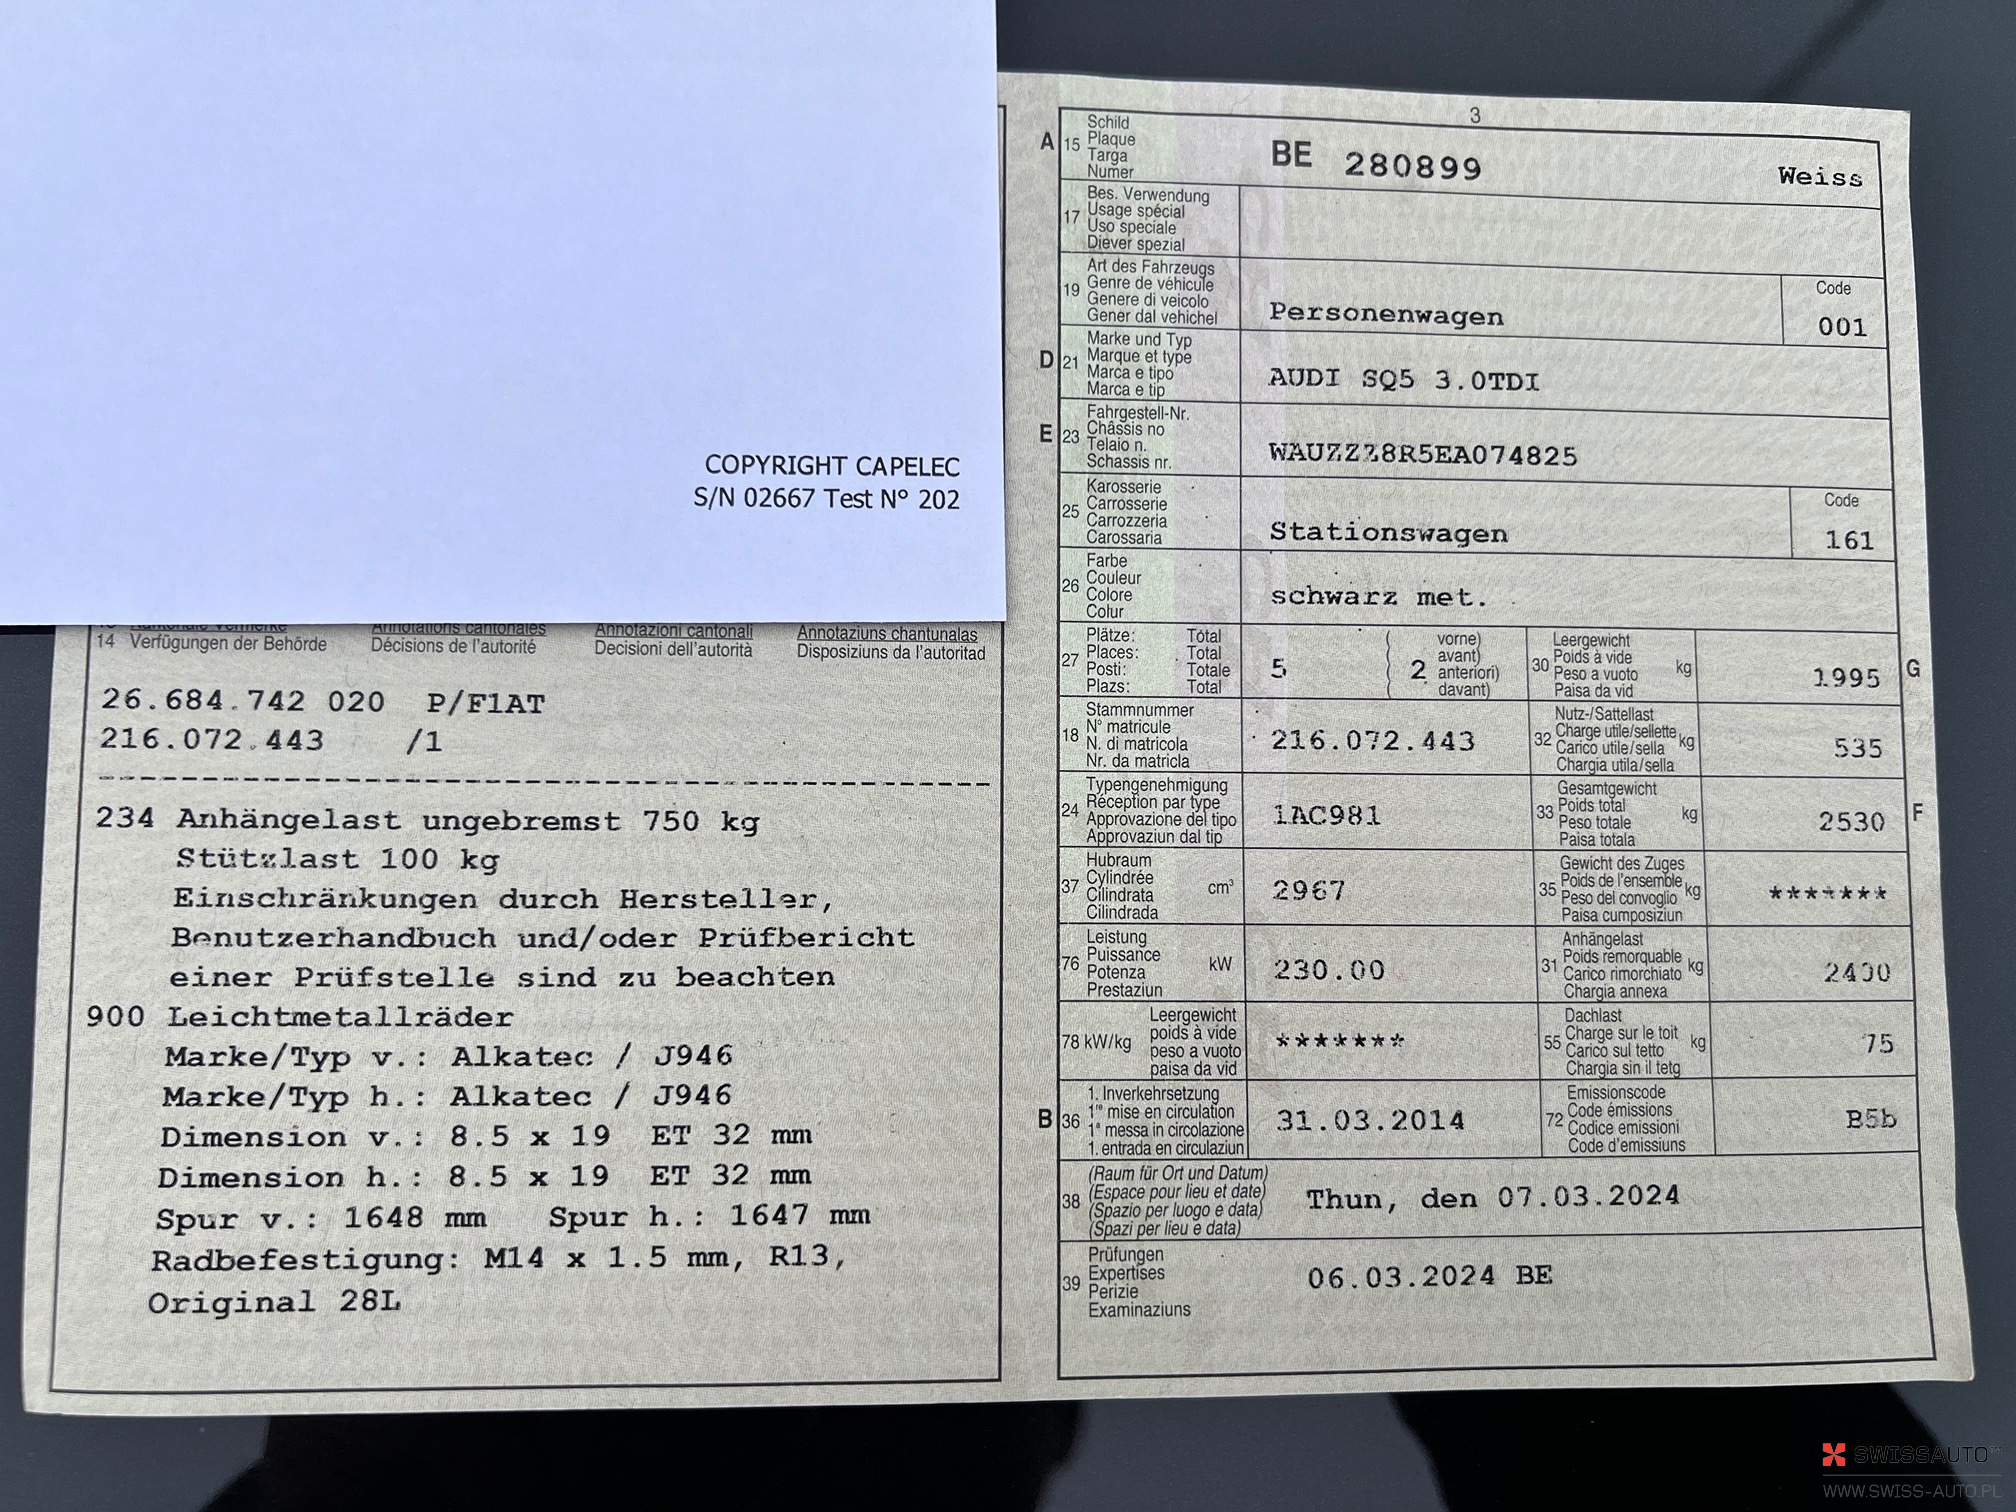 COPYRIGHT CAPELEC
S/N 02667 Test N° 202
Annotations cantonales Annotazioni cantonali Annotaziuns chantunalas
14 Verfügungen der Behörde Décisions de l'autorité Decisioni dell'autorità Disposiziuns da l'autoritad
26.684.742 020 P/F1AT
216.072.443 /1
234 Anhängelast ungebremst 750 kg
Stützlast 100 kg
Einschränkungen durch Hersteller,
Benutzerhandbuch und/oder Prüfbericht
einer Prüfstelle sind zu beachten
900 Leichtmetallräder
Marke/Typ v.: Alkatec / J946
Marke/Typ h.: Alkatec / J946
Dimension v.: 8.5 x 19 ET 32 mm
Dimension h.: 8.5 x 19 ET 32 mm
Spur v.: 1648 mm Spur h.: 1647 mm
Radbefestigung: M14 x 1.5 mm, R13,
Original 28L
3
A 15 Schild
Plaque
Targa
Numer
BE 280899 Weiss
17 Bes. Verwendung
Usage spécial
Uso speciale
Diever spezial
19 Art des Fahrzeugs
Genre de véhicule
Genere di veicolo
Gener dal vehichel
Personenwagen
Code
001
D 21 Marke und Typ
Marque et type
Marca e tipo
Marca e tip
AUDI SQ5 3.0TDI
E 23 Fahrgestell-Nr.
Châssis no
Telaio n.
Schassis nr.
WAUZZZ8R5EA074825
25 Karosserie
Carrosserie
Carrozzeria
Carossaria
Stationswagen
Code
161
26 Farbe
Couleur
Colore
Colur
schwarz met.
27 Plätze: Total
Places: Total
Posti: Totale
Plazs: Total
5 ( 2 vorne)
avant)
anteriori)
davant)
30 Leergewicht
Poids à vide
Peso a vuoto
Paisa da vid
kg 1995 G
18 Stammnummer
N° matricule
N. di matricola
Nr. da matricla
216.072.443
32 Nutz-/Sattellast
Charge utile/sellette
Carico utile/sella
Chargia utila/sella
kg 535
24 Typengenehmigung
Réception par type
Approvazione del tipo
Approvaziun dal tip
1AC981
33 Gesamtgewicht
Poids total
Peso totale
Paisa totala
kg 2530 F
37 Hubraum
Cylindrée
Cilindrata
Cilindrada
cm³ 2967
35 Gewicht des Zuges
Poids de l'ensemble
Peso del convoglio
Paisa cumposiziun
kg *******
76 Leistung
Puissance
Potenza
Prestaziun
kW 230.00
31 Anhängelast
Poids remorquable
Carico rimorchiato
Chargia annexa
kg 2400
78 kW/kg Leergewicht
poids à vide
peso a vuoto
paisa da vid
*******
55 Dachlast
Charge sur le toit
Carico sul tetto
Chargia sin il tetg
kg 75
B 36 1. Inverkehrsetzung
1re mise en circulation
1a messa in circolazione
1. entrada en circulaziun
31.03.2014
72 Emissionscode
Code émissions
Codice emissioni
Code d'emissiuns
B5b
38 (Raum für Ort und Datum)
(Espace pour lieu et date)
(Spazio per luogo e data)
(Spazi per lieu e data)
Thun, den 07.03.2024
39 Prüfungen
Expertises
Perizie
Examinaziuns
06.03.2024 BE
SWISSAUTO
WWW.SWISS-AUTO.PL